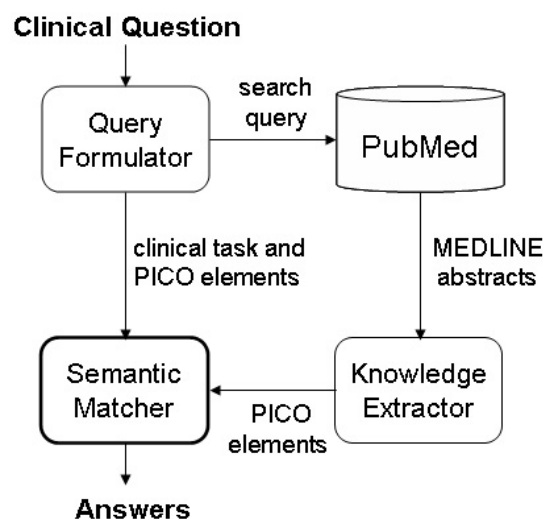 Clinical Question
Query
Formulator
search
query
PubMed
clinical task and
PICO elements
MEDLINE
abstracts
Semantic
Matcher
PICO
elements
Knowledge
Extractor
Answers